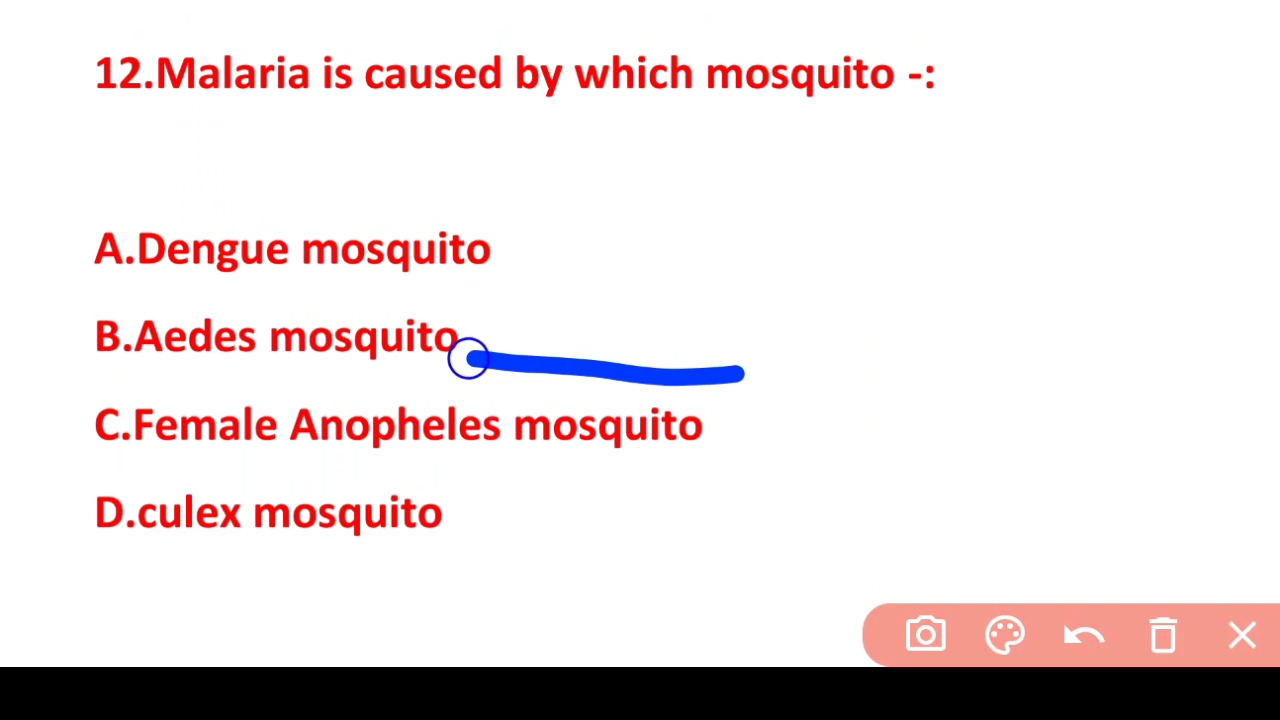 12.Malaria is caused by which mosquito -:
A.Dengue mosquito
B.Aedes mosquito
C.Female Anopheles mosquito
D.culex mosquito